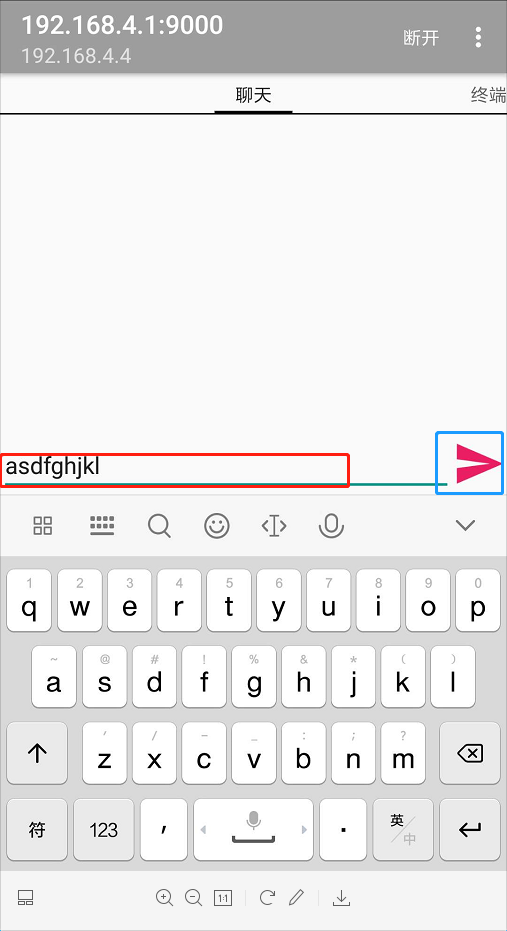 192.168.4.1:9000
断开
192.168.4.4
聊天
终端
asdfghjkl
1 2 3 4 5 6 7 8 9 0
q w e r t y u i o p
~ @ # ! % & * ( )
a s d f g h j k l
' / - _ : ; ?
z x c v b n m
符 123 , . 英/中
1:1